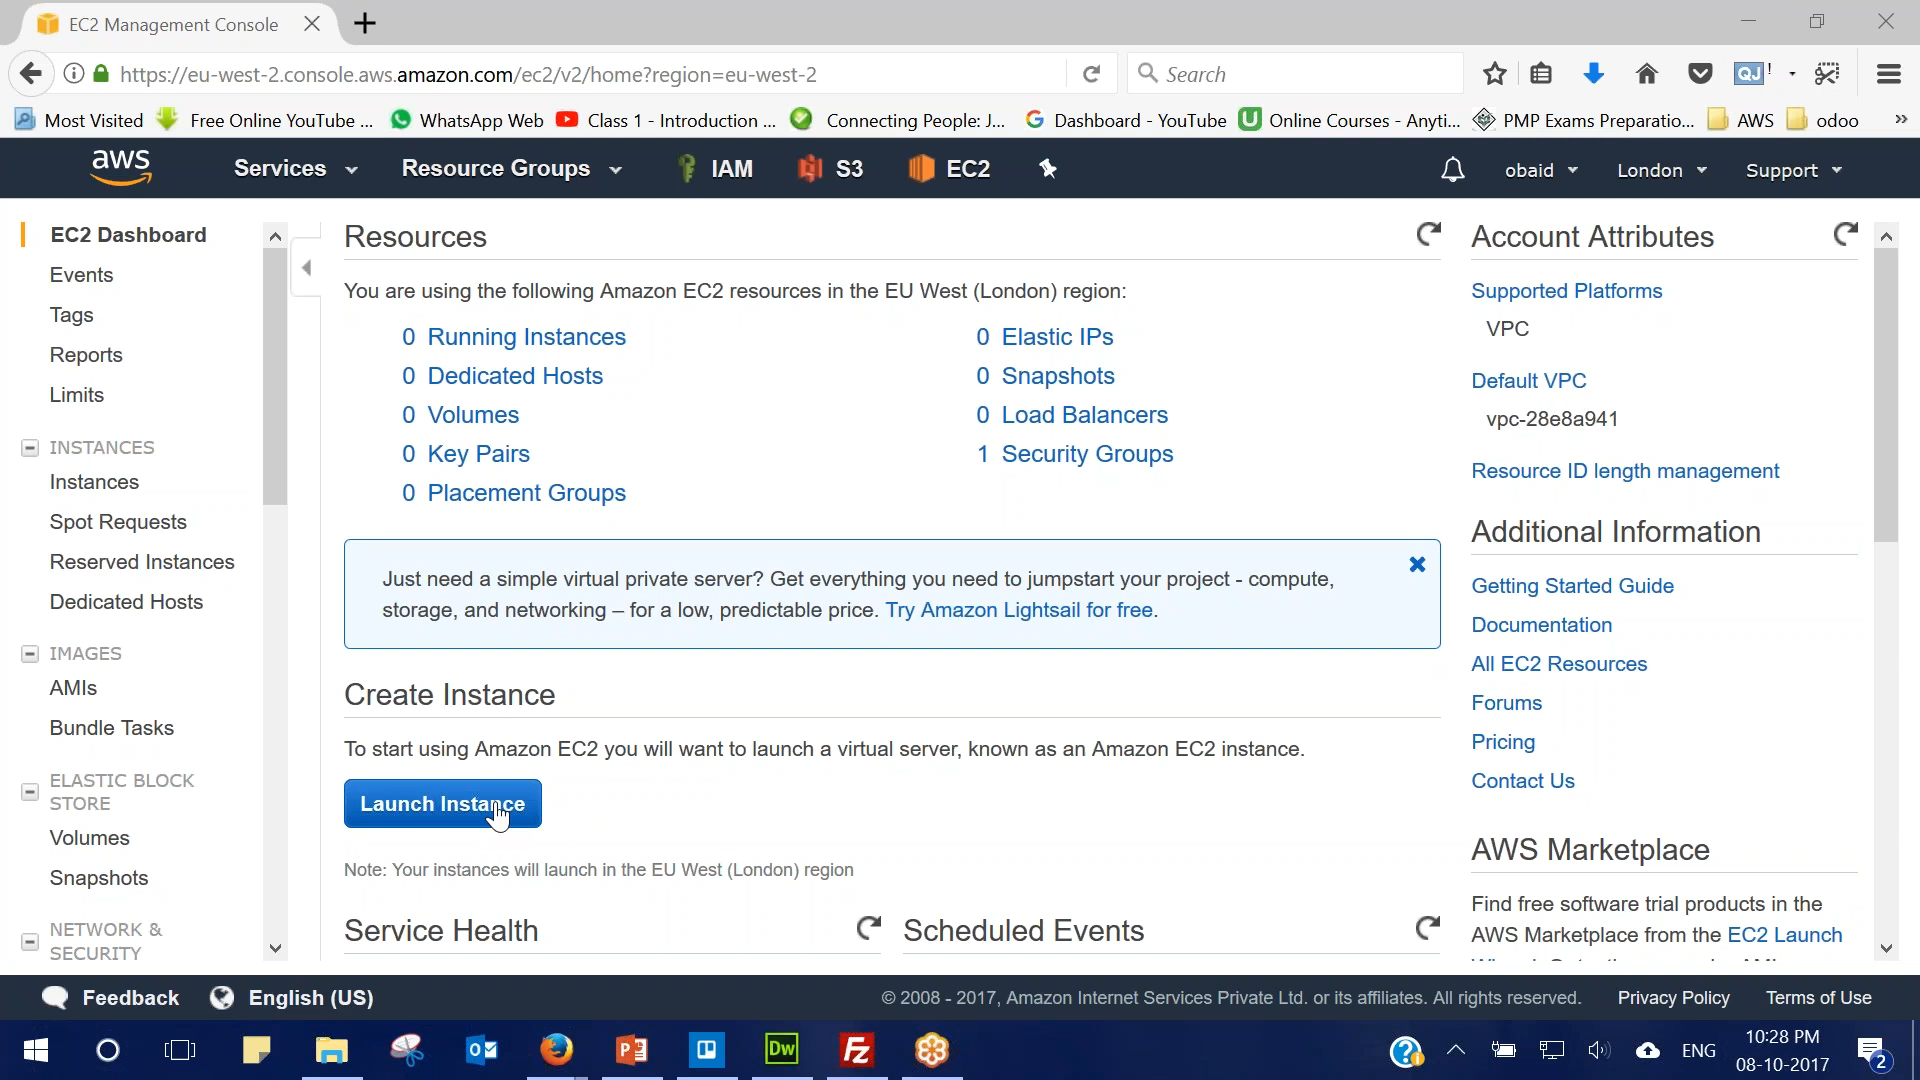 EC2 Management Console
https://eu-west-2.console.aws.amazon.com/ec2/v2/home?region=eu-west-2
Search
QJ !
Most Visited
Free Online YouTube ...
WhatsApp Web
Class 1 - Introduction ...
Connecting People: J...
Dashboard - YouTube
Online Courses - Anyti...
PMP Exams Preparatio...
AWS
odoo
aws
Services
Resource Groups
IAM
S3
EC2
obaid
London
Support
EC2 Dashboard
Events
Tags
Reports
Limits
INSTANCES
Instances
Spot Requests
Reserved Instances
Dedicated Hosts
IMAGES
AMIs
Bundle Tasks
ELASTIC BLOCK
STORE
Volumes
Snapshots
NETWORK &
SECURITY
Resources
You are using the following Amazon EC2 resources in the EU West (London) region:
0 Running Instances
0 Dedicated Hosts
0 Volumes
0 Key Pairs
0 Placement Groups
0 Elastic IPs
0 Snapshots
0 Load Balancers
1 Security Groups
Just need a simple virtual private server? Get everything you need to jumpstart your project - compute,
storage, and networking – for a low, predictable price. Try Amazon Lightsail for free.
Create Instance
To start using Amazon EC2 you will want to launch a virtual server, known as an Amazon EC2 instance.
Launch Instance
Note: Your instances will launch in the EU West (London) region
Service Health
Scheduled Events
Account Attributes
Supported Platforms
VPC
Default VPC
vpc-28e8a941
Resource ID length management
Additional Information
Getting Started Guide
Documentation
All EC2 Resources
Forums
Pricing
Contact Us
AWS Marketplace
Find free software trial products in the
AWS Marketplace from the EC2 Launch
Feedback
English (US)
© 2008 - 2017, Amazon Internet Services Private Ltd. or its affiliates. All rights reserved.
Privacy Policy
Terms of Use
Dw
Fz
ENG
10:28 PM
08-10-2017
2